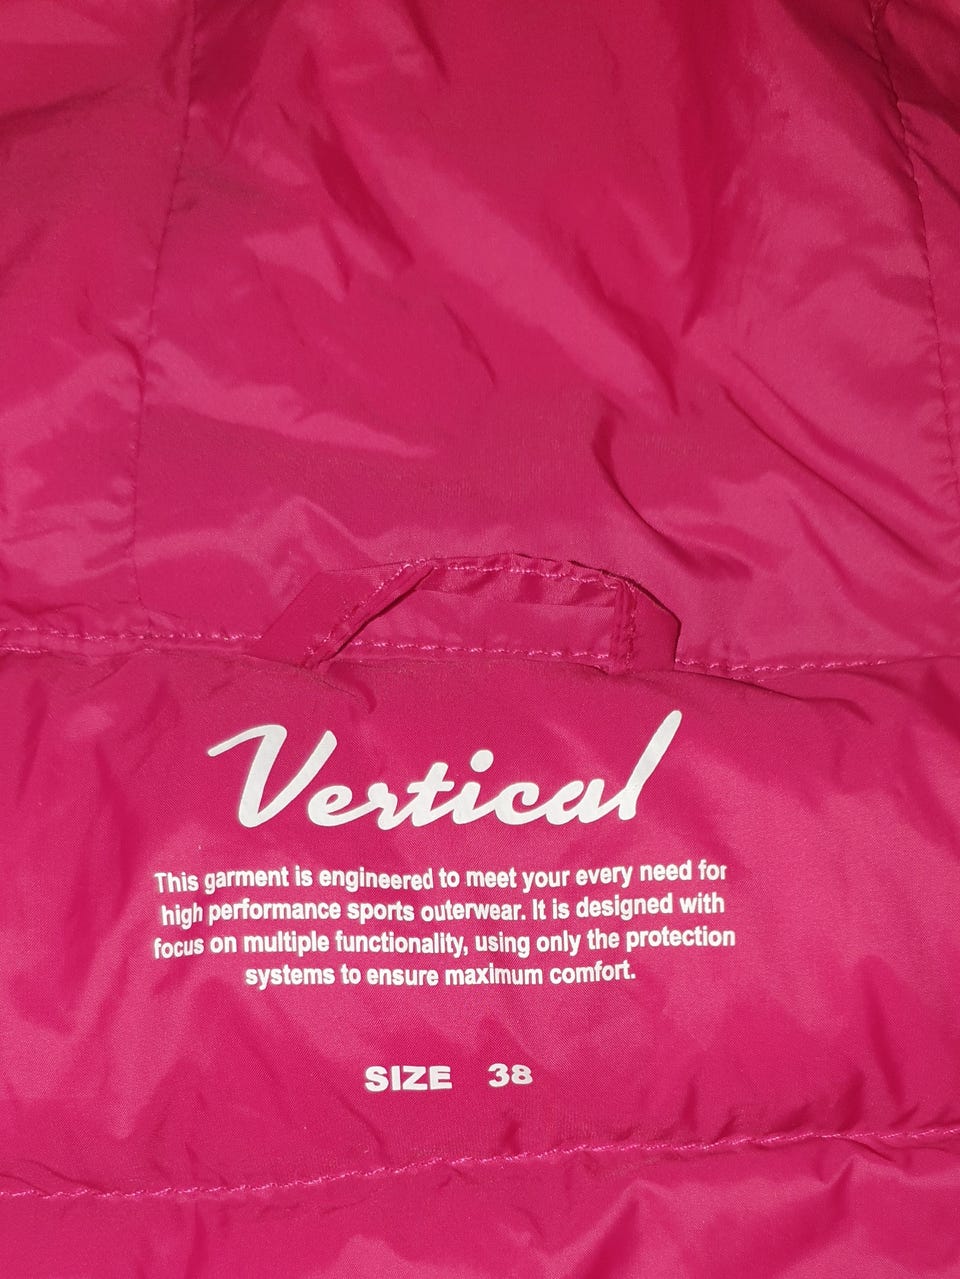 Vertical
This garment is engineered to meet your every need for
high performance sports outerwear. It is designed with
focus on multiple functionality, using only the protection
systems to ensure maximum comfort.
SIZE 38